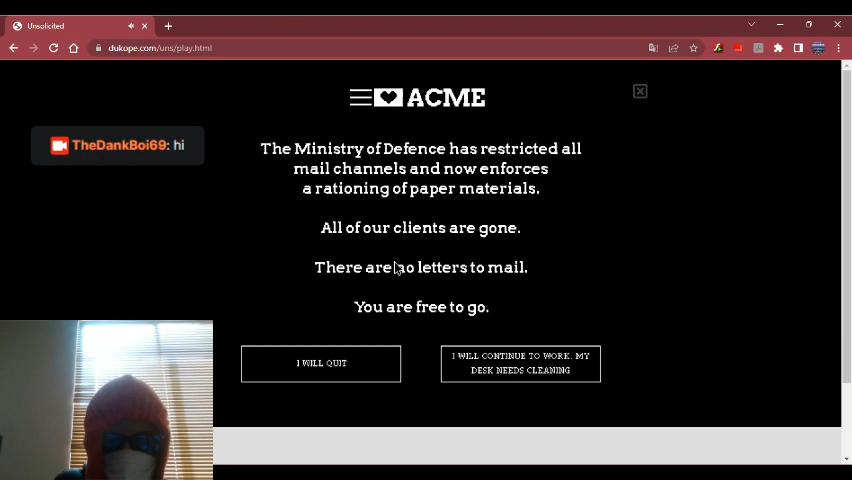 Unsolicited
dukope.com/uns/play.html
ACME
TheDankBoi69: hi
The Ministry of Defence has restricted all
mail channels and now enforces
a rationing of paper materials.
All of our clients are gone.
There are no letters to mail.
You are free to go.
I WILL QUIT
I WILL CONTINUE TO WORK. MY
DESK NEEDS CLEANING